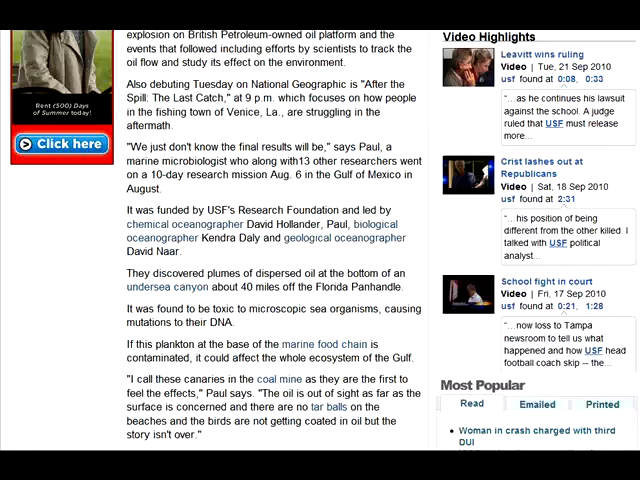 explosion on British Petroleum-owned oil platform and the
events that followed including efforts by scientists to track the
oil flow and study its effect on the environment.
Also debuting Tuesday on National Geographic is "After the
Spill: The Last Catch," at 9 p.m. which focuses on how people
in the fishing town of Venice, La., are struggling in the
aftermath.
"We just don't know the final results will be," says Paul, a
marine microbiologist who along with13 other researchers went
on a 10-day research mission Aug. 6 in the Gulf of Mexico in
August.
It was funded by USF's Research Foundation and led by
chemical oceanographer David Hollander, Paul, biological
oceanographer Kendra Daly and geological oceanographer
David Naar.
They discovered plumes of dispersed oil at the bottom of an
undersea canyon about 40 miles off the Florida Panhandle.
It was found to be toxic to microscopic sea organisms, causing
mutations to their DNA.
If this plankton at the base of the marine food chain is
contaminated, it could affect the whole ecosystem of the Gulf.
"I call these canaries in the coal mine as they are the first to
feel the effects," Paul says. "The oil is out of sight as far as the
surface is concerned and there are no tar balls on the
beaches and the birds are not getting coated in oil but the
story isn't over."
Rent (500) Days
of Summer today!
Click here
Video Highlights
Leavitt wins ruling
Video | Tue, 21 Sep 2010
usf found at 0:08, 0:33
"...as he continues his lawsuit
against the school. A judge
ruled that USF must release
more...
Crist lashes out at
Republicans
Video | Sat, 18 Sep 2010
usf found at 2:31
"... his position of being
different from the other killed. I
talked with USF political
analyst...
School fight in court
Video | Fri, 17 Sep 2010
usf found at 0:21, 1:28
"...now loss to Tampa
newsroom to tell us what
happened and how USF head
football coach skip -- the...
Most Popular
Read Emailed Printed
• Woman in crash charged with third
DUI